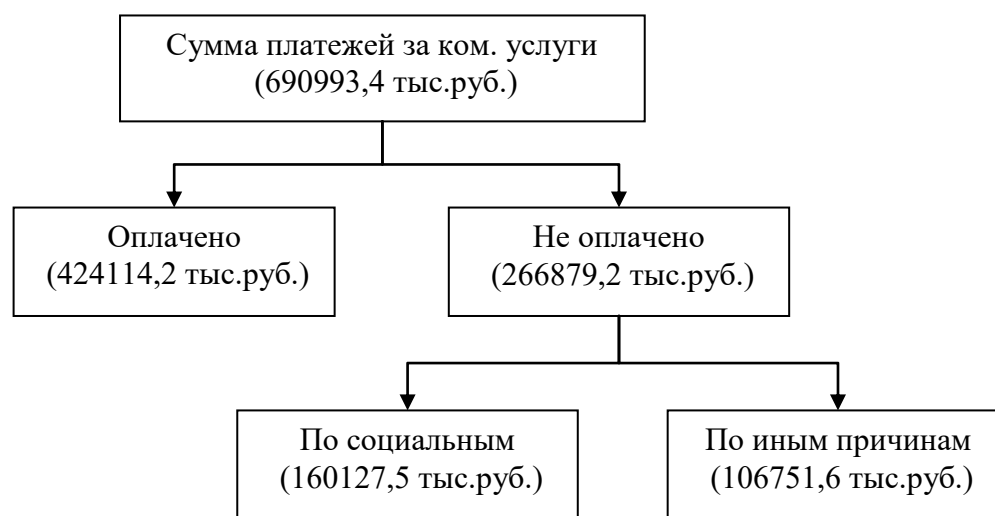 Сумма платежей за ком. услуги
(690993,4 тыс.руб.)
Оплачено
(424114,2 тыс.руб.)
Не оплачено
(266879,2 тыс.руб.)
По социальным
(160127,5 тыс.руб.)
По иным причинам
(106751,6 тыс.руб.)